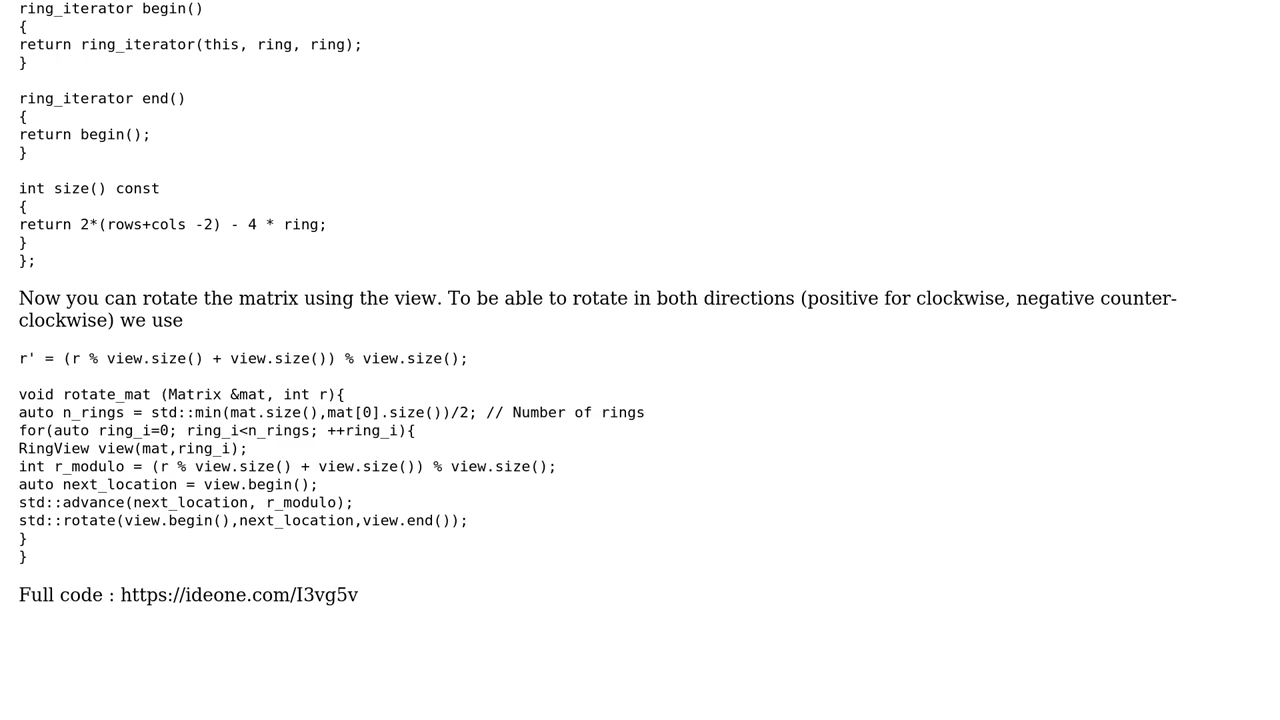 ring_iterator begin()
{
return ring_iterator(this, ring, ring);
}
ring_iterator end()
{
return begin();
}
int size() const
{
return 2*(rows+cols -2) - 4 * ring;
}
};
Now you can rotate the matrix using the view. To be able to rotate in both directions (positive for clockwise, negative counter-
clockwise) we use
r' = (r % view.size() + view.size()) % view.size();
void rotate_mat (Matrix &mat, int r){
auto n_rings = std::min(mat.size(),mat[0].size())/2; // Number of rings
for(auto ring_i=0; ring_i<n_rings; ++ring_i){
RingView view(mat,ring_i);
int r_modulo = (r % view.size() + view.size()) % view.size();
auto next_location = view.begin();
std::advance(next_location, r_modulo);
std::rotate(view.begin(),next_location,view.end());
}
}
Full code : https://ideone.com/I3vg5v